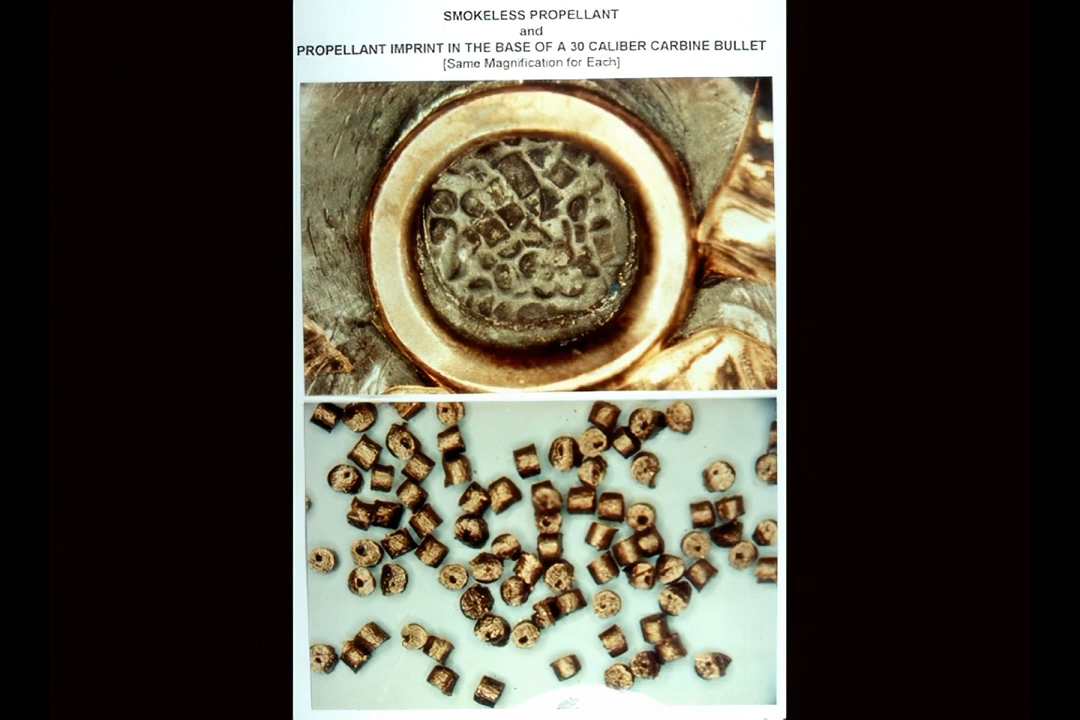 SMOKELESS PROPELLANT
and
PROPELLANT IMPRINT IN THE BASE OF A 30 CALIBER CARBINE BULLET
[Same Magnification for Each]